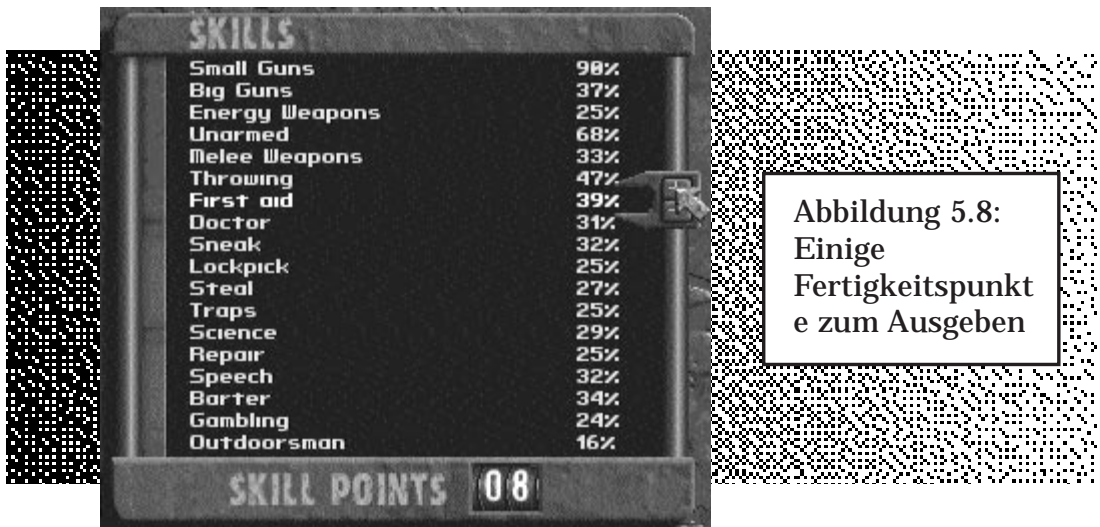 SKILLS
Small Guns 90%
Big Guns 37%
Energy Weapons 25%
Unarmed 68%
Melee Weapons 33%
Throwing 47%
First aid 39%
Doctor 31%
Sneak 32%
Lockpick 25%
Steal 27%
Traps 25%
Science 29%
Repair 25%
Speech 32%
Barter 34%
Gambling 24%
Outdoorsman 16%
SKILL POINTS 08
Abbildung 5.8:
Einige
Fertigkeitspunkt
e zum Ausgeben